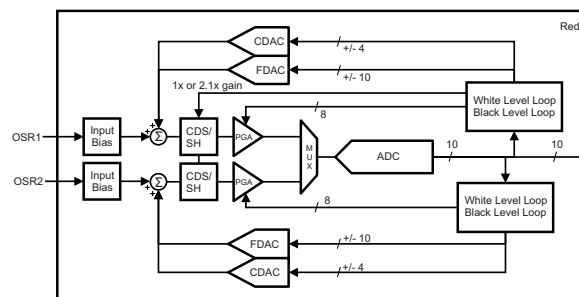 Red
CDAC
+/- 4
FDAC
+/- 10
1x or 2.1x gain
8
White Level Loop
Black Level Loop
OSR1
Input
Bias
+
+
Σ
CDS/
SH
PGA
MUX
ADC
10
10
OSR2
Input
Bias
+
+
Σ
CDS/
SH
PGA
8
White Level Loop
Black Level Loop
FDAC
+/- 10
CDAC
+/- 4